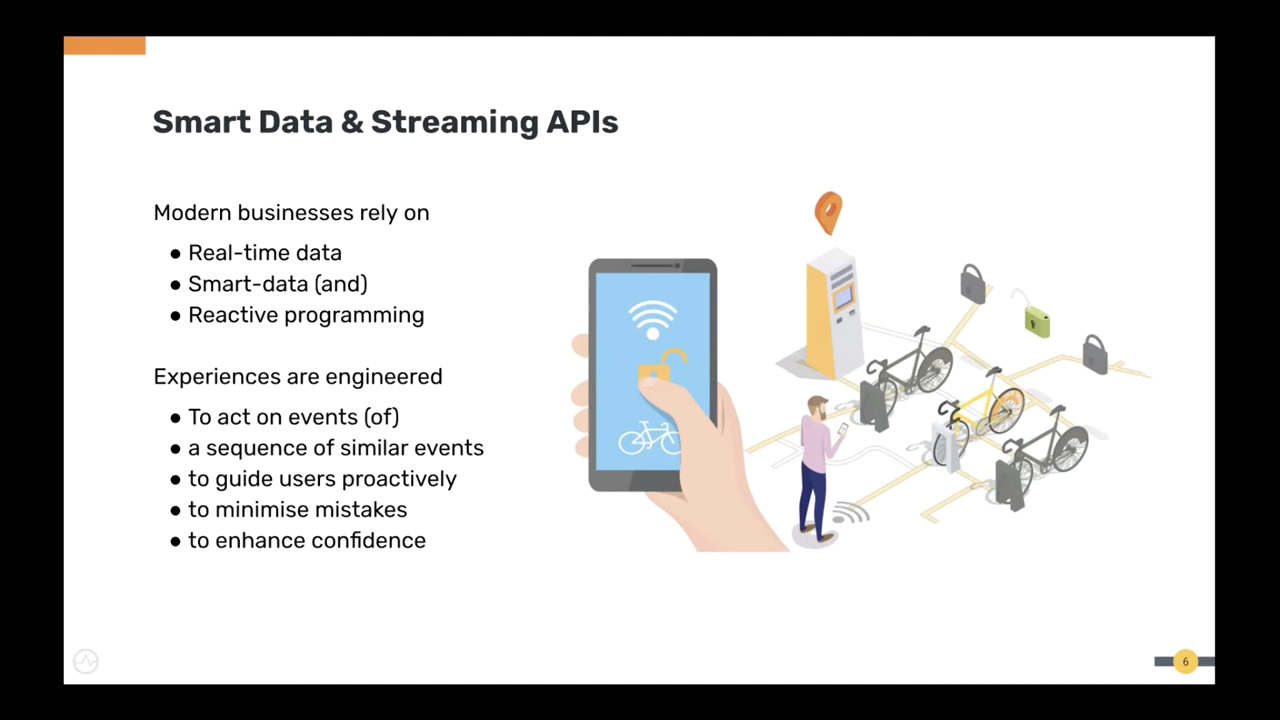 Smart Data & Streaming APIs
Modern businesses rely on
● Real-time data
● Smart-data (and)
● Reactive programming
Experiences are engineered
● To act on events (of)
● a sequence of similar events
● to guide users proactively
● to minimise mistakes
● to enhance confidence
6